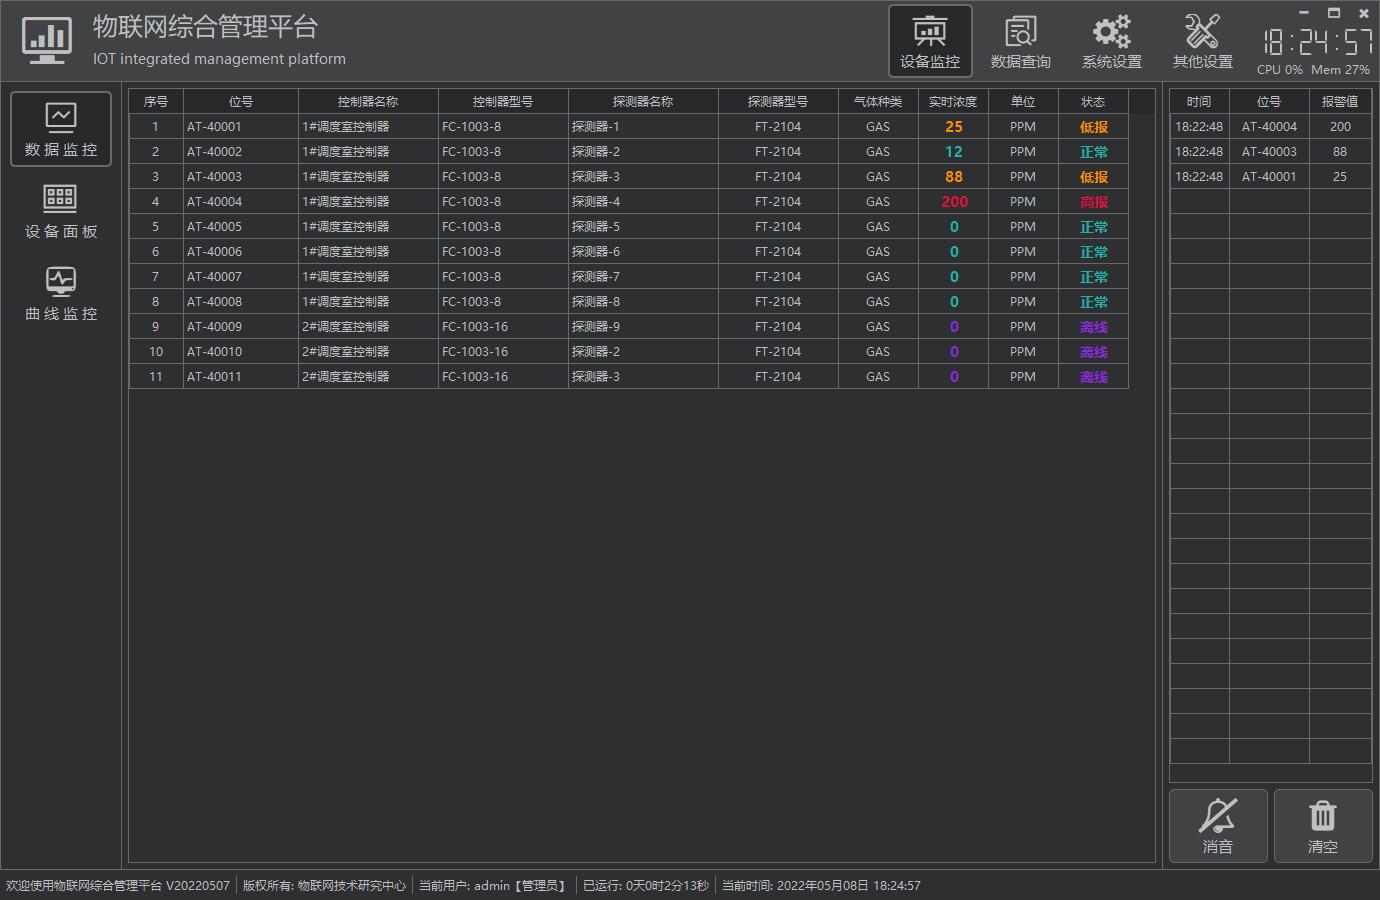 物联网综合管理平台
IOT integrated management platform
设备监控 数据查询 系统设置 其他设置
18:24:57
CPU 0% Mem 27%
数据监控
设备面板
曲线监控
序号 位号 控制器名称 控制器型号 探测器名称 探测器型号 气体种类 实时浓度 单位 状态
1 AT-40001 1#调度室控制器 FC-1003-8 探测器-1 FT-2104 GAS 25 PPM 低报
2 AT-40002 1#调度室控制器 FC-1003-8 探测器-2 FT-2104 GAS 12 PPM 正常
3 AT-40003 1#调度室控制器 FC-1003-8 探测器-3 FT-2104 GAS 88 PPM 低报
4 AT-40004 1#调度室控制器 FC-1003-8 探测器-4 FT-2104 GAS 200 PPM 高报
5 AT-40005 1#调度室控制器 FC-1003-8 探测器-5 FT-2104 GAS 0 PPM 正常
6 AT-40006 1#调度室控制器 FC-1003-8 探测器-6 FT-2104 GAS 0 PPM 正常
7 AT-40007 1#调度室控制器 FC-1003-8 探测器-7 FT-2104 GAS 0 PPM 正常
8 AT-40008 1#调度室控制器 FC-1003-8 探测器-8 FT-2104 GAS 0 PPM 正常
9 AT-40009 2#调度室控制器 FC-1003-16 探测器-9 FT-2104 GAS 0 PPM 离线
10 AT-40010 2#调度室控制器 FC-1003-16 探测器-2 FT-2104 GAS 0 PPM 离线
11 AT-40011 2#调度室控制器 FC-1003-16 探测器-3 FT-2104 GAS 0 PPM 离线
时间 位号 报警值
18:22:48 AT-40004 200
18:22:48 AT-40003 88
18:22:48 AT-40001 25
消音 清空
欢迎使用物联网综合管理平台 V20220507 版权所有: 物联网技术研究中心 当前用户: admin【管理员】 已运行: 0天0时2分13秒 当前时间: 2022年05月08日 18:24:57